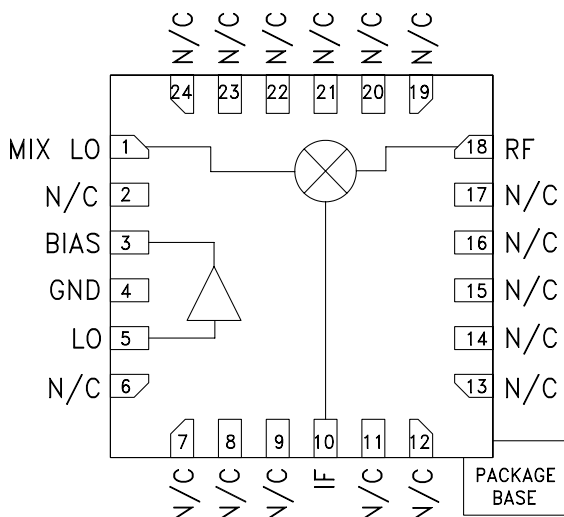 N/C N/C N/C N/C N/C N/C
24 23 22 21 20 19
MIX LO 1 18 RF
N/C 2 17 N/C
BIAS 3 16 N/C
GND 4 15 N/C
LO 5 14 N/C
N/C 6 13 N/C
7 8 9 10 11 12
N/C N/C N/C IF N/C N/C
PACKAGE
BASE